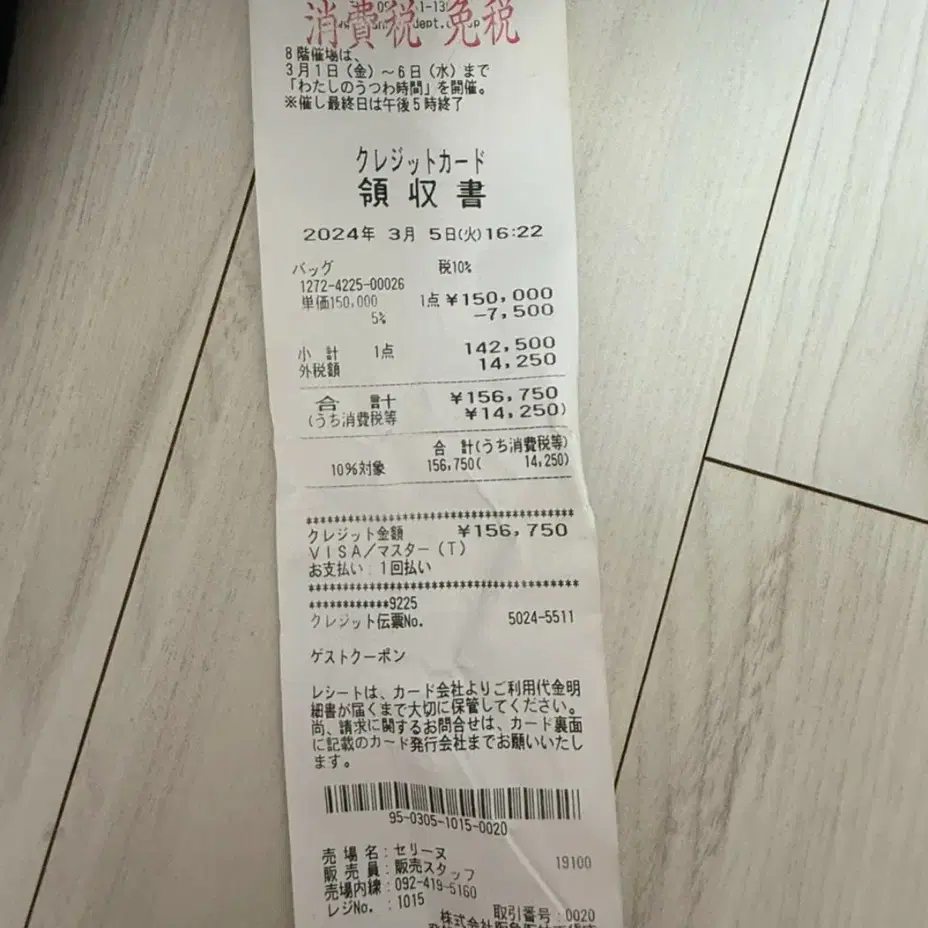 消費税 免税
8階催場は、
3月1日(金)〜6日(水)まで
「わたしのうつわ時間」を開催。
※催し最終日は午後5時終了
クレジットカード
領収書
2024年 3月 5日(火)16:22
バッグ 税10%
1272-4225-00026
単価150,000 1点 ¥150,000
5% -7,500
小計 1点 142,500
外税額 14,250
合計 ¥156,750
(うち消費税等 ¥14,250)
合計(うち消費税等)
10%対象 156,750( 14,250)
****************************************
クレジット金額 ¥156,750
VISA/マスター(T)
お支払い:1回払い
****************************************
************9225
クレジット伝票No. 5024-5511
ゲストクーポン
レシートは、カード会社よりご利用代金明
細書が届くまで大切に保管してください。
尚、請求に関するお問合せは、カード裏面
に記載のカード発行会社までお願いいたし
ます。
95-0305-1015-0020
売場名:セリーヌ 19100
販売員:販売スタッフ
売場内線:092-419-5160
レジNo.:1015
取引番号:0020